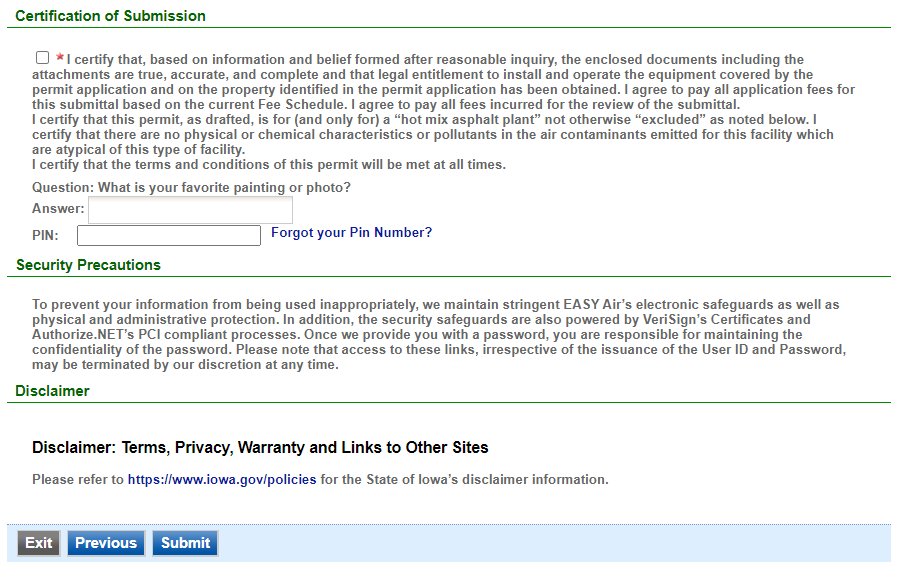 Certification of Submission
* I certify that, based on information and belief formed after reasonable inquiry, the enclosed documents including the
attachments are true, accurate, and complete and that legal entitlement to install and operate the equipment covered by the
permit application and on the property identified in the permit application has been obtained. I agree to pay all application fees for
this submittal based on the current Fee Schedule. I agree to pay all fees incurred for the review of the submittal.
I certify that this permit, as drafted, is for (and only for) a “hot mix asphalt plant” not otherwise “excluded” as noted below. I
certify that there are no physical or chemical characteristics or pollutants in the air contaminants emitted for this facility which
are atypical of this type of facility.
I certify that the terms and conditions of this permit will be met at all times.
Question: What is your favorite painting or photo?
Answer:
PIN: Forgot your Pin Number?
Security Precautions
To prevent your information from being used inappropriately, we maintain stringent EASY Air’s electronic safeguards as well as
physical and administrative protection. In addition, the security safeguards are also powered by VeriSign’s Certificates and
Authorize.NET’s PCI compliant processes. Once we provide you with a password, you are responsible for maintaining the
confidentiality of the password. Please note that access to these links, irrespective of the issuance of the User ID and Password,
may be terminated by our discretion at any time.
Disclaimer
Disclaimer: Terms, Privacy, Warranty and Links to Other Sites
Please refer to https://www.iowa.gov/policies for the State of Iowa’s disclaimer information.
Exit Previous Submit